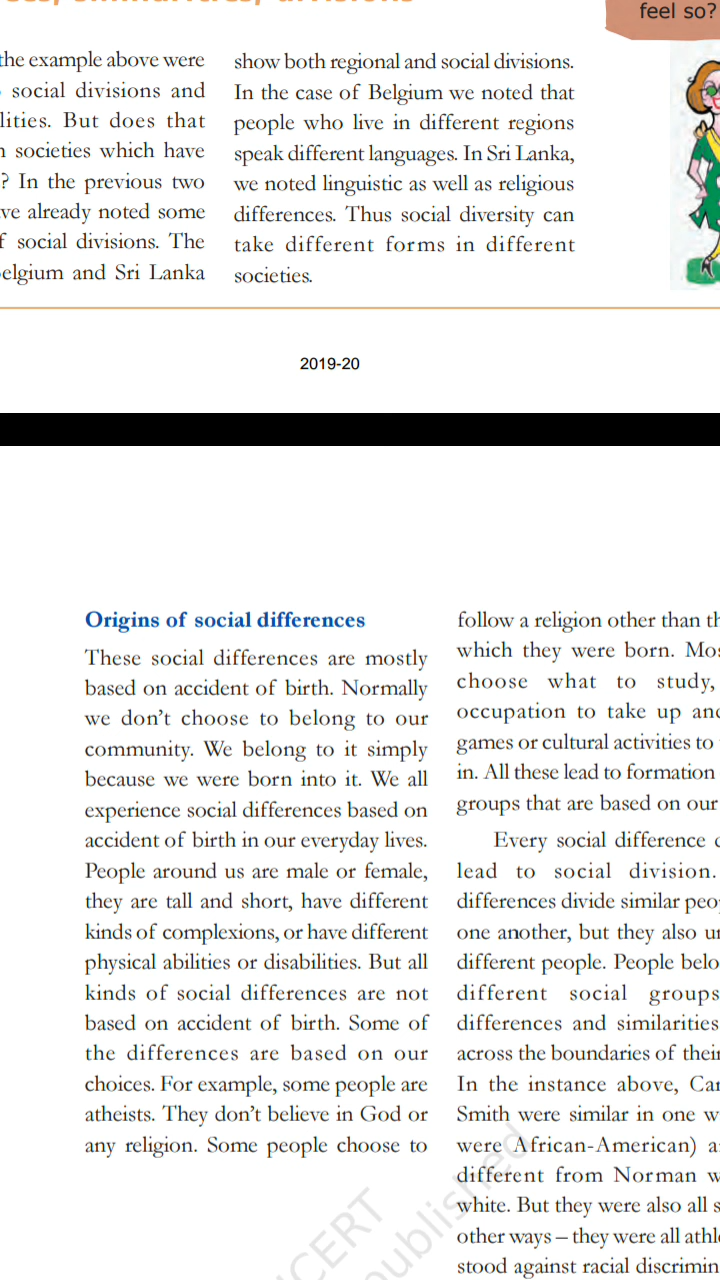 feel so?
the example above were
social divisions and
lities. But does that
societies which have
? In the previous two
ve already noted some
f social divisions. The
elgium and Sri Lanka
show both regional and social divisions.
In the case of Belgium we noted that
people who live in different regions
speak different languages. In Sri Lanka,
we noted linguistic as well as religious
differences. Thus social diversity can
take different forms in different
societies.
2019-20
Origins of social differences
These social differences are mostly
based on accident of birth. Normally
we don’t choose to belong to our
community. We belong to it simply
because we were born into it. We all
experience social differences based on
accident of birth in our everyday lives.
People around us are male or female,
they are tall and short, have different
kinds of complexions, or have different
physical abilities or disabilities. But all
kinds of social differences are not
based on accident of birth. Some of
the differences are based on our
choices. For example, some people are
atheists. They don’t believe in God or
any religion. Some people choose to
follow a religion other than th
which they were born. Mos
choose what to study,
occupation to take up and
games or cultural activities to
in. All these lead to formation
groups that are based on our
Every social difference
lead to social division.
differences divide similar peo
one another, but they also un
different people. People belo
different social groups
differences and similarities
across the boundaries of their
In the instance above, Car
Smith were similar in one w
were African-American) a
different from Norman w
white. But they were also all s
other ways – they were all athle
stood against racial discrimin